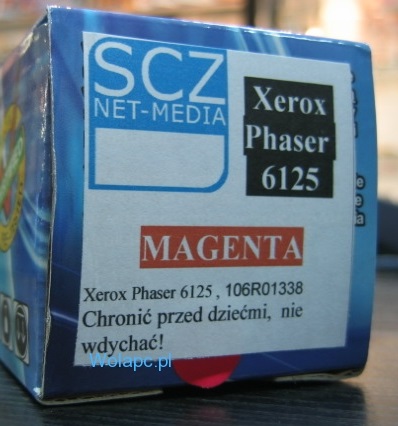 SCZ
NET-MEDIA
Xerox
Phaser
6125
MAGENTA
Xerox Phaser 6125 , 106R01338
Chronić przed dziećmi, nie
wdychać!
Wolapc.pl